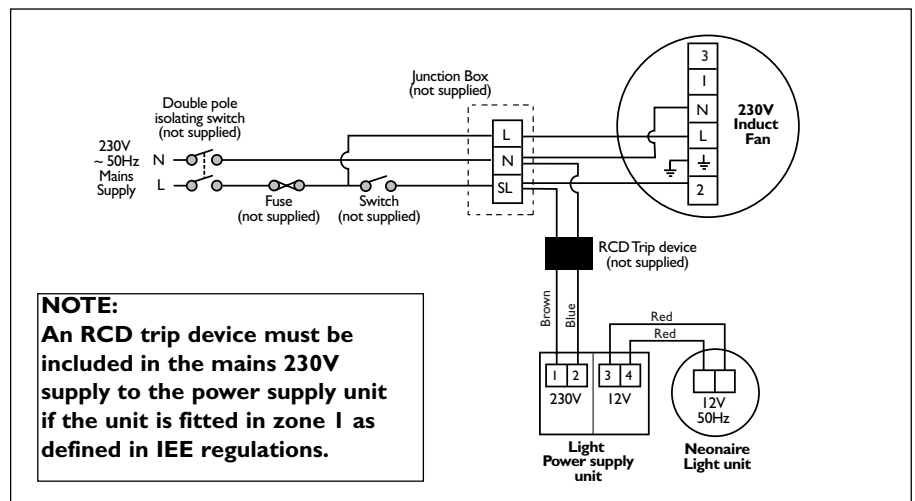 Double pole
isolating switch
(not supplied)
230V
~ 50Hz
Mains
Supply
N
L
Fuse
(not supplied)
Switch
(not supplied)
Junction Box
(not supplied)
L
N
SL
3
1
N
L
2
230V
Induct
Fan
RCD Trip device
(not supplied)
Brown
Blue
Red
Red
1 2 3 4
230V 12V
Light
Power supply
unit
12V
50Hz
Neonaire
Light unit
NOTE:
An RCD trip device must be
included in the mains 230V
supply to the power supply unit
if the unit is fitted in zone 1 as
defined in IEE regulations.